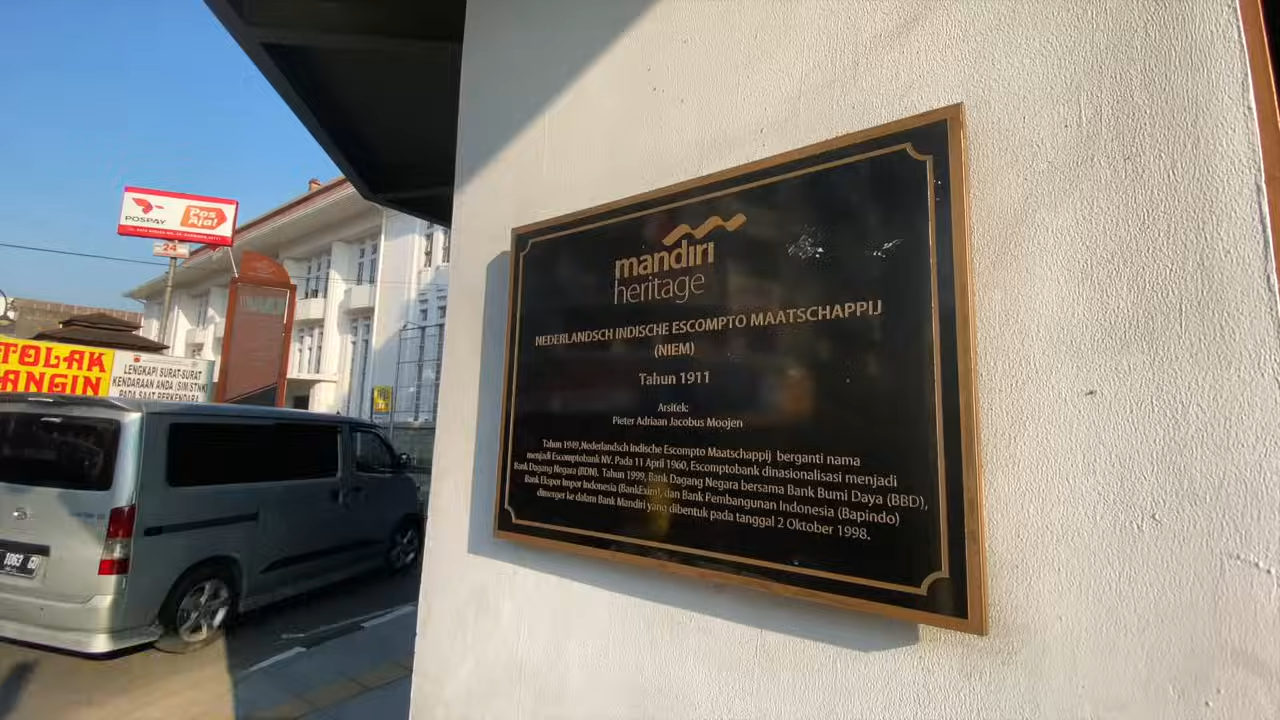 POSPAY
Pos
Aja!
24
TOLAK
ANGIN
LENGKAPI SURAT-SURAT
KENDARAAN ANDA (SIM/STNK)
PADA SAAT BERKENDARA
1063
mandiri
heritage
NEDERLANDSCH INDISCHE ESCOMPTO MAATSCHAPPIJ
(NIEM)
Tahun 1911
Arsitek:
Pieter Adriaan Jacobus Moojen
Tahun 1949,Nederlandsch Indische Escompto Maatschappij berganti nama
menjadi Escomptobank NV. Pada 11 April 1960, Escomptobank dinasionalisasi menjadi
Bank Dagang Negara (BDN). Tahun 1999, Bank Dagang Negara bersama Bank Bumi Daya (BBD),
Bank Ekspor Impor Indonesia (BankExim), dan Bank Pembangunan Indonesia (Bapindo)
dimerger ke dalam Bank Mandiri yang dibentuk pada tanggal 2 Oktober 1998.